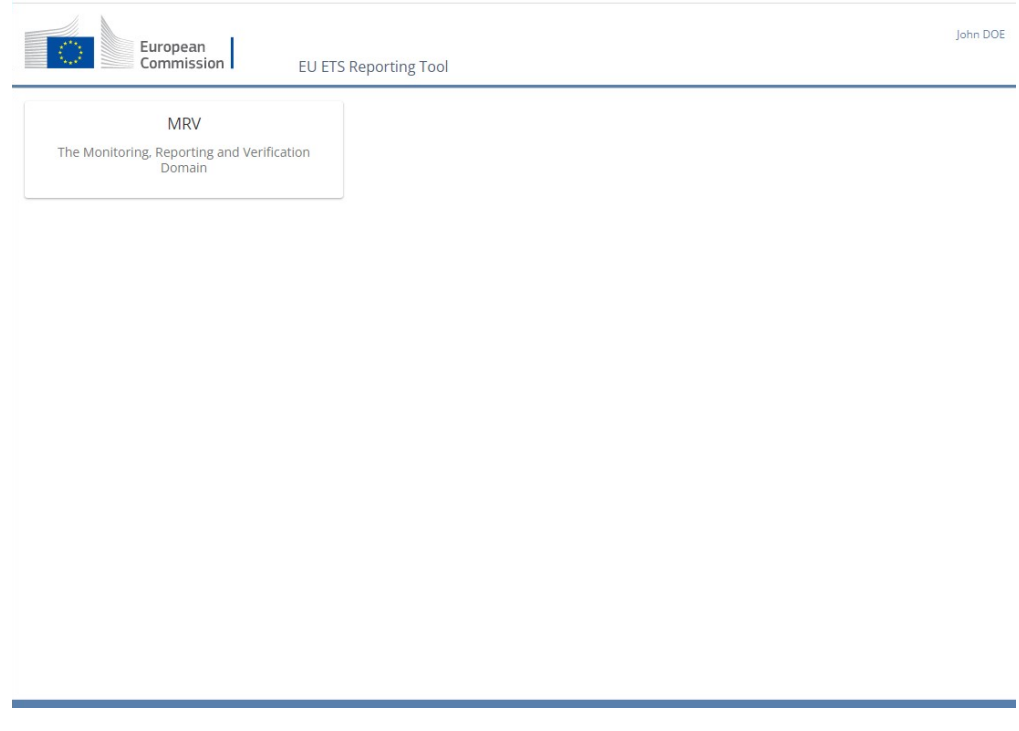 European
Commission
EU ETS Reporting Tool
John DOE
MRV
The Monitoring, Reporting and Verification
Domain